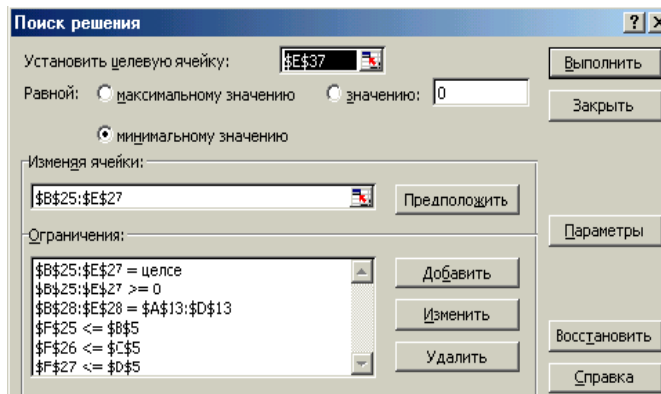 Поиск решения
Установить целевую ячейку: $E$37
Выполнить
Равной: максимальному значению значению: 0
Закрыть
минимальному значению
Изменяя ячейки:
$B$25:$E$27
Предположить
Параметры
Ограничения:
$B$25:$E$27 = целсе
$B$25:$E$27 >= 0
$B$28:$E$28 = $A$13:$D$13
$F$25 <= $B$5
$F$26 <= $C$5
$F$27 <= $D$5
Добавить
Изменить
Удалить
Восстановить
Справка